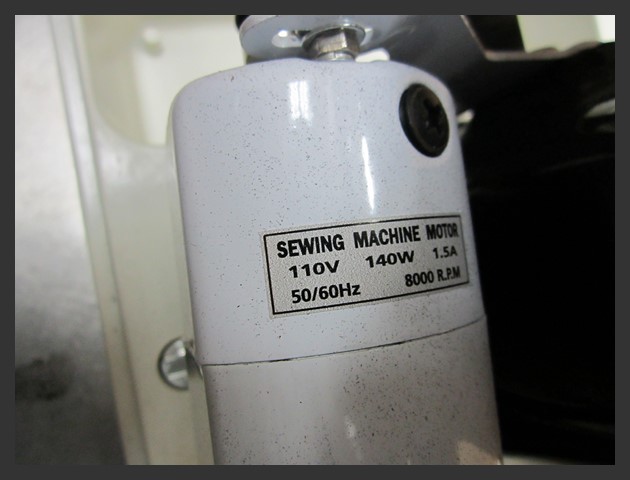 SEWING MACHINE MOTOR
110V 140W 1.5A
50/60Hz 8000 R.P.M